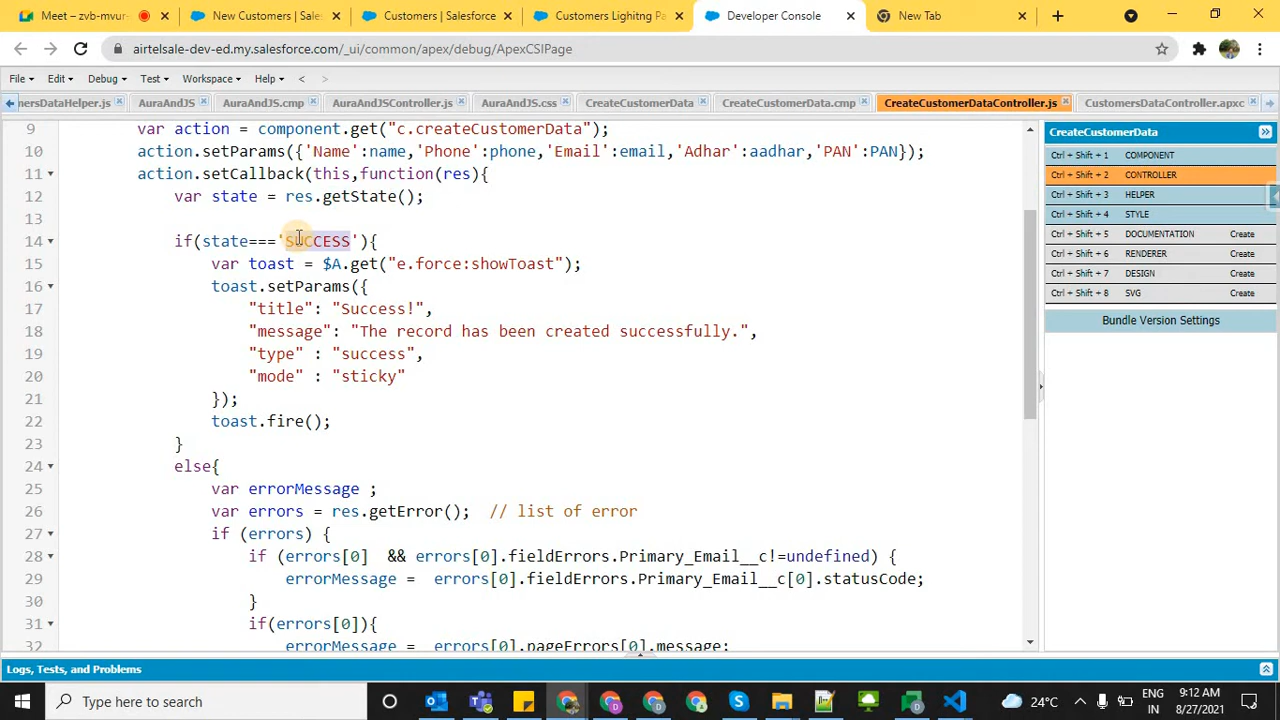 Meet – zvb-mvur-
New Customers | Sales
Customers | Salesforce
Customers Lighitng Pa
Developer Console
New Tab
airtelsale-dev-ed.my.salesforce.com/_ui/common/apex/debug/ApexCSIPage
File Edit Debug Test Workspace Help < >
mersDataHelper.js AuraAndJS AuraAndJS.cmp AuraAndJSController.js AuraAndJS.css CreateCustomerData CreateCustomerData.cmp CreateCustomerDataController.js CustomersDataController.apxc
9 var action = component.get("c.createCustomerData");
10 action.setParams({'Name':name,'Phone':phone,'Email':email,'Adhar':aadhar,'PAN':PAN});
11 action.setCallback(this,function(res){
12 var state = res.getState();
13
14 if(state==='SUCCESS'){
15 var toast = $A.get("e.force:showToast");
16 toast.setParams({
17 "title": "Success!",
18 "message": "The record has been created successfully.",
19 "type" : "success",
20 "mode" : "sticky"
21 });
22 toast.fire();
23 }
24 else{
25 var errorMessage ;
26 var errors = res.getError(); // list of error
27 if (errors) {
28 if (errors[0] && errors[0].fieldErrors.Primary_Email__c!=undefined) {
29 errorMessage = errors[0].fieldErrors.Primary_Email__c[0].statusCode;
30 }
31 if(errors[0]){
32 errorMessage = errors[0].pageErrors[0].message;
CreateCustomerData
Ctrl + Shift + 1 COMPONENT
Ctrl + Shift + 2 CONTROLLER
Ctrl + Shift + 3 HELPER
Ctrl + Shift + 4 STYLE
Ctrl + Shift + 5 DOCUMENTATION Create
Ctrl + Shift + 6 RENDERER Create
Ctrl + Shift + 7 DESIGN Create
Ctrl + Shift + 8 SVG Create
Bundle Version Settings
Logs, Tests, and Problems
Type here to search
24°C
ENG
IN
9:12 AM
8/27/2021